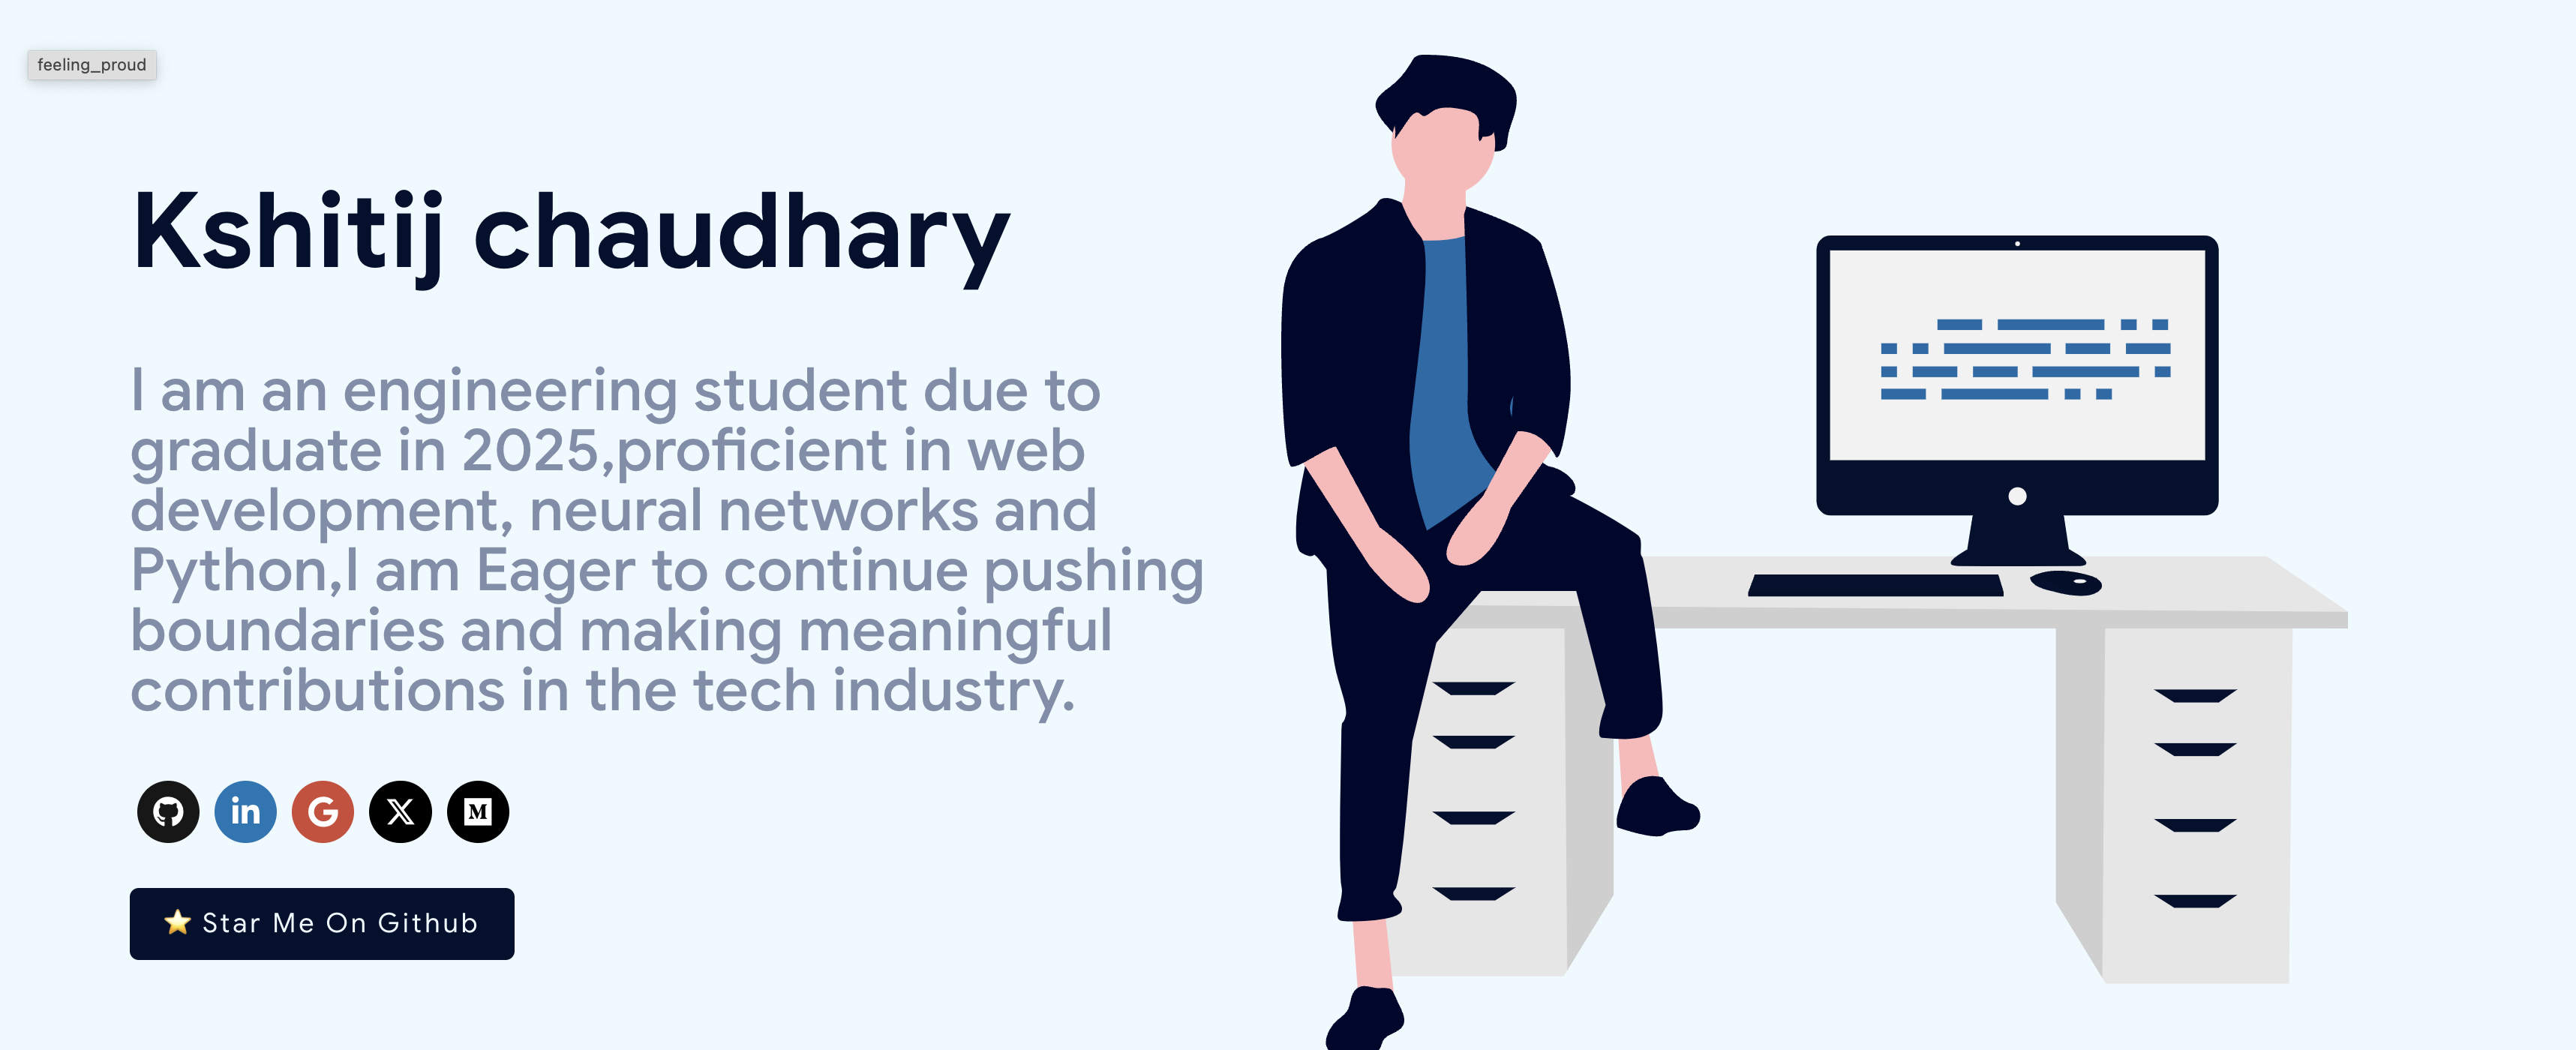 feeling_proud
Kshitij chaudhary
I am an engineering student due to
graduate in 2025,proficient in web
development, neural networks and
Python,I am Eager to continue pushing
boundaries and making meaningful
contributions in the tech industry.
in G X M
⭐ Star Me On Github